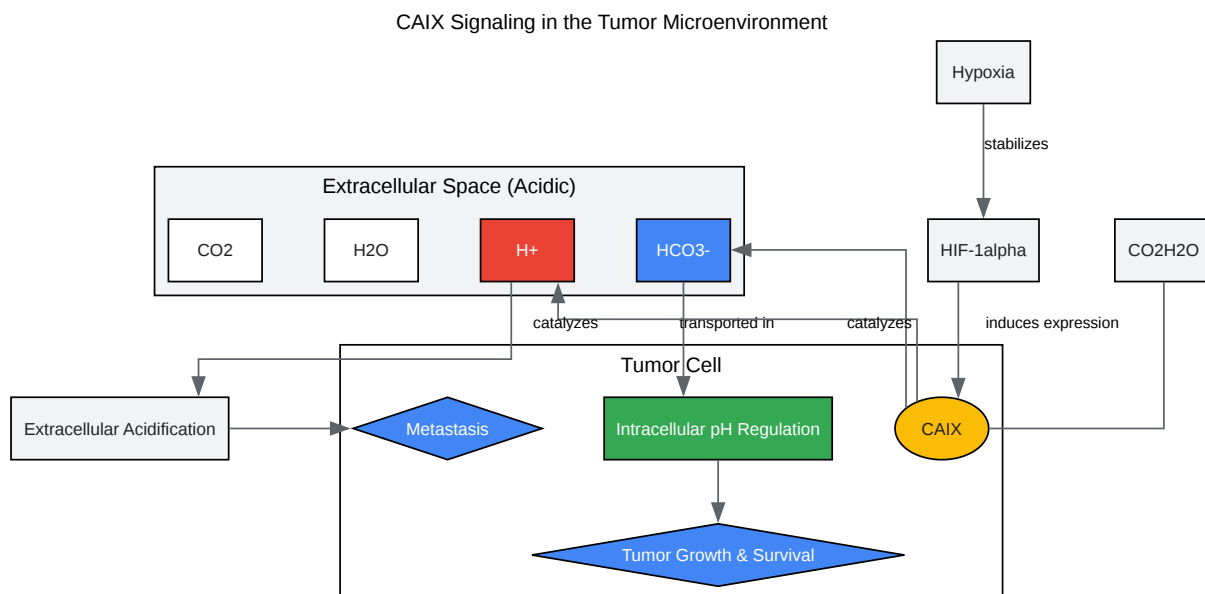 CAIX Signaling in the Tumor Microenvironment
Hypoxia
stabilizes
Extracellular Space (Acidic)
CO2
H2O
H+
HCO3-
HIF-1alpha
CO2H2O
catalyzes
transported in
catalyzes
induces expression
Tumor Cell
Extracellular Acidification
Metastasis
Intracellular pH Regulation
CAIX
Tumor Growth & Survival